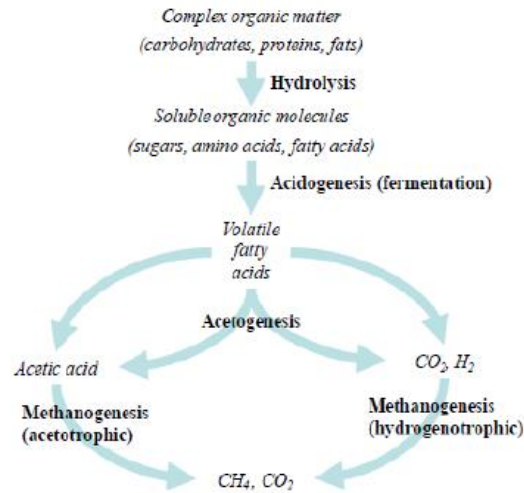 Complex organic matter
(carbohydrates, proteins, fats)
Hydrolysis
Soluble organic molecules
(sugars, amino acids, fatty acids)
Acidogenesis (fermentation)
Volatile
fatty
acids
Acetogenesis
Acetic acid
CO₂, H₂
Methanogenesis
(acetotrophic)
Methanogenesis
(hydrogenotrophic)
CH₄, CO₂